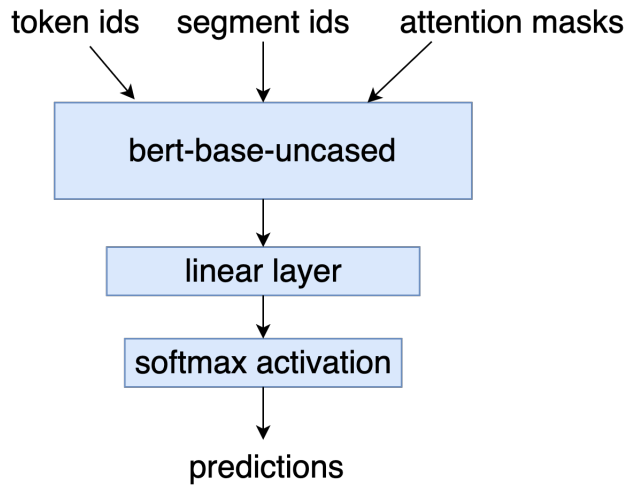 token ids segment ids attention masks
bert-base-uncased
linear layer
softmax activation
predictions